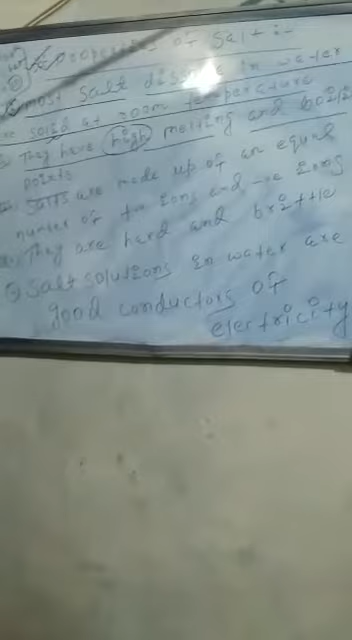 properties of salt :-
most salt dissolve in water
are solid at room temperature
They have high melting and boiling
points
salts are made up of an equal
number of +ve ions and -ve ions
They are hard and brittle
salt solutions in water are
good conductors of
electricity